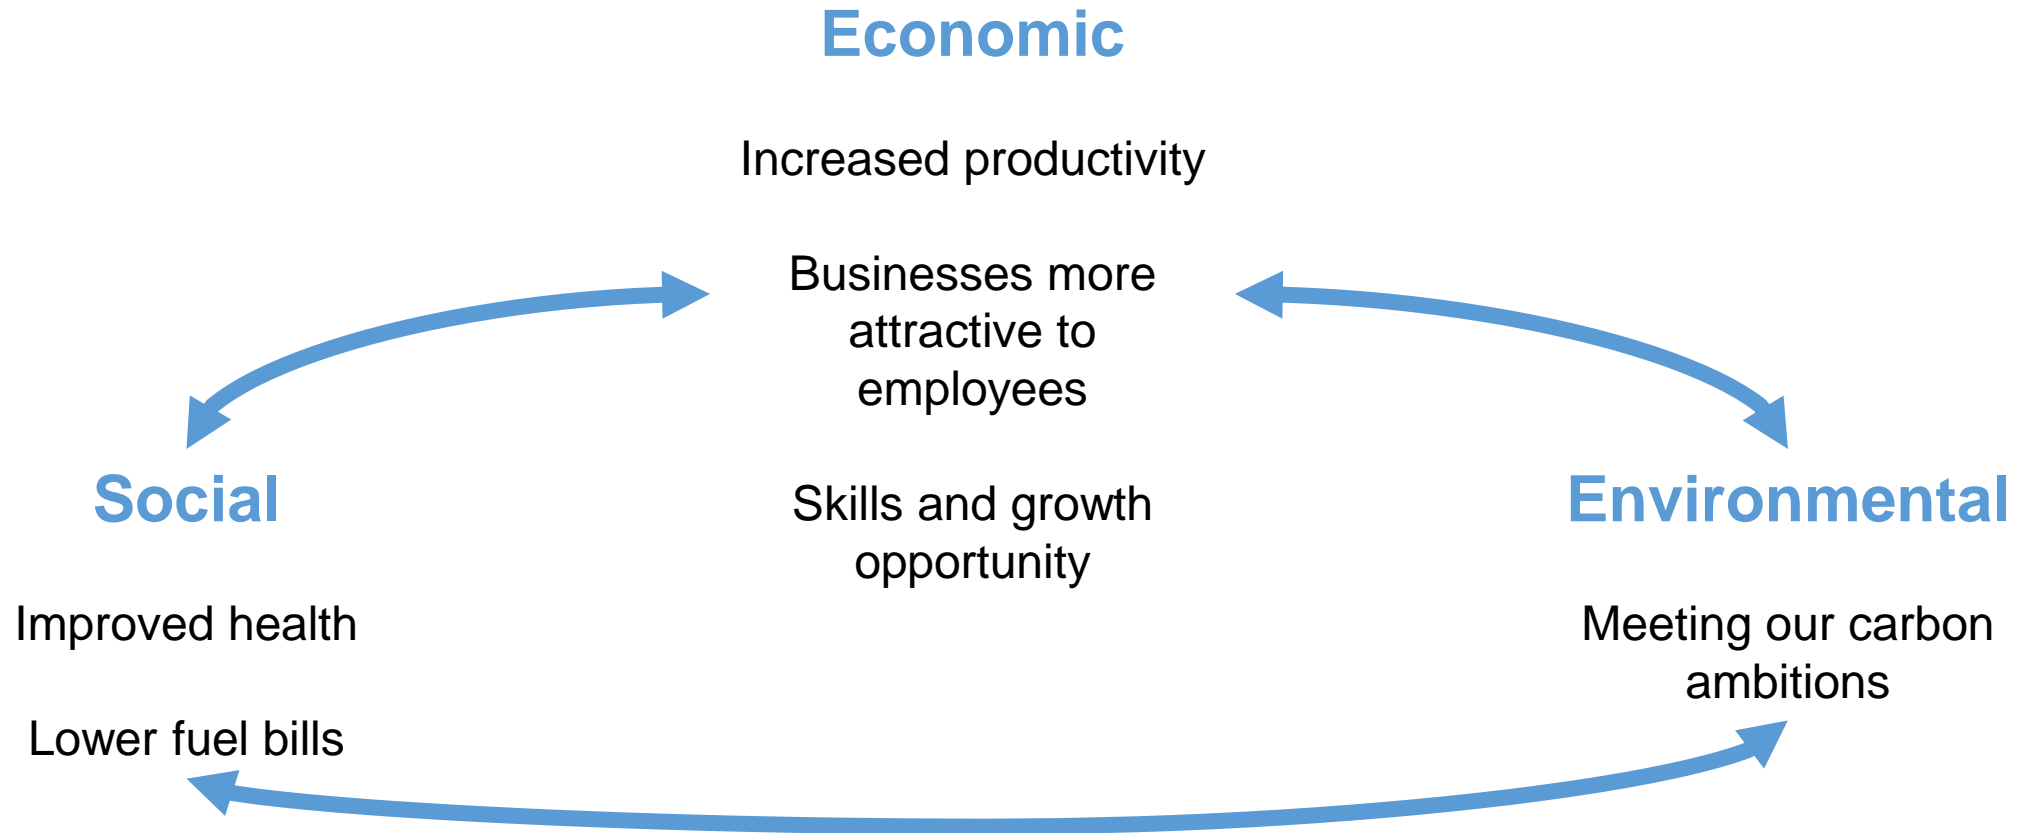 Economic
Increased productivity
Businesses more
attractive to
employees
Skills and growth
opportunity
Social
Improved health
Lower fuel bills
Environmental
Meeting our carbon
ambitions